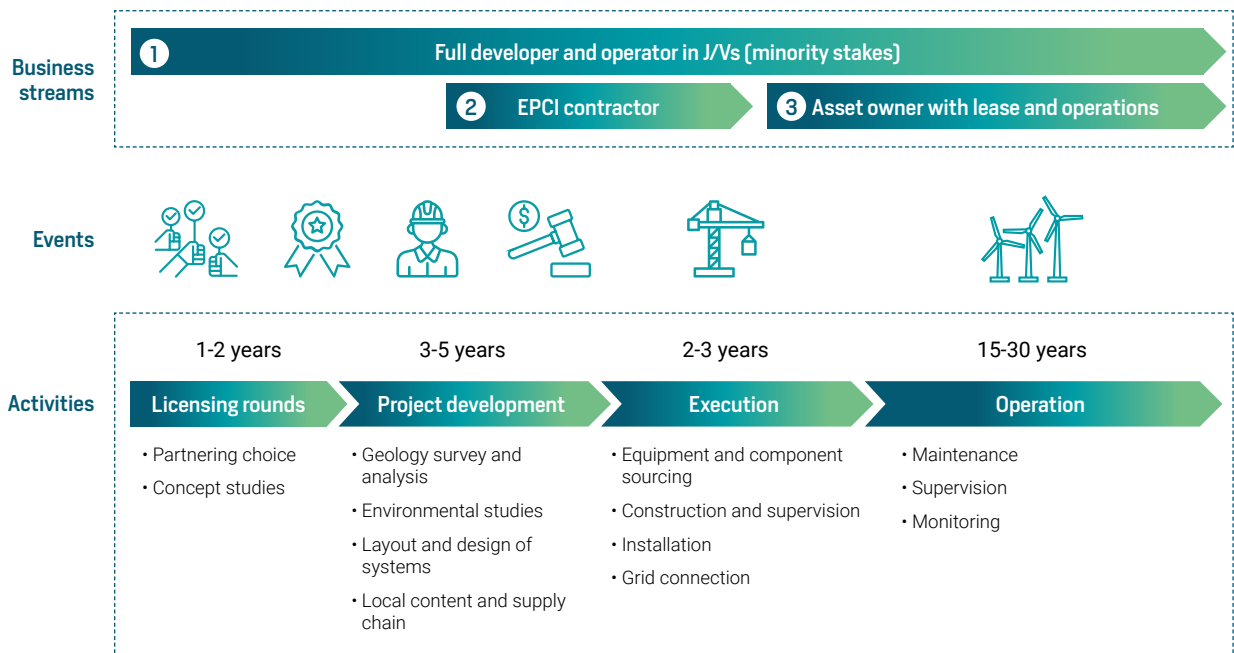 Business
streams
1
Full developer and operator in J/Vs (minority stakes)
2
EPCI contractor
3
Asset owner with lease and operations
Events
$
Activities
1-2 years
3-5 years
2-3 years
15-30 years
Licensing rounds
Project development
Execution
Operation
• Partnering choice
• Concept studies
• Geology survey and
analysis
• Environmental studies
• Layout and design of
systems
• Local content and supply
chain
• Equipment and component
sourcing
• Construction and supervision
• Installation
• Grid connection
• Maintenance
• Supervision
• Monitoring